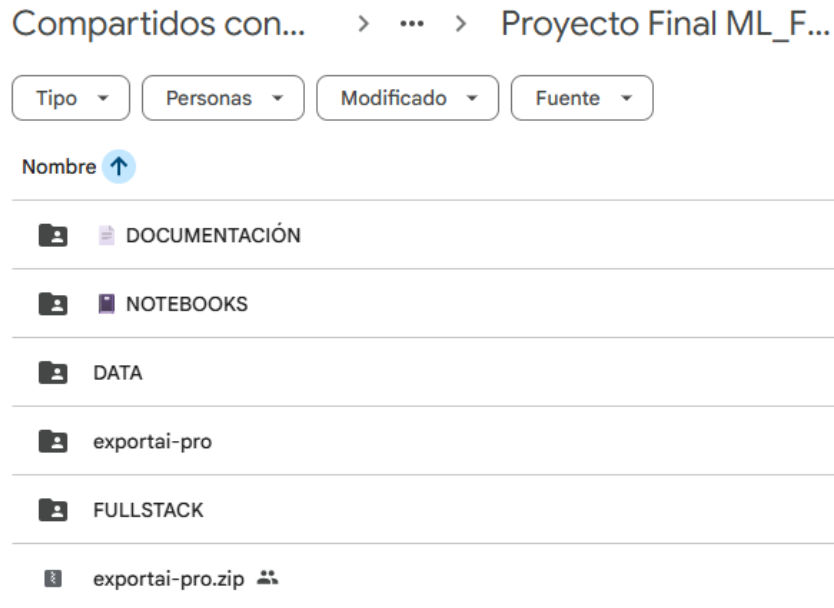 Compartidos con... > ... > Proyecto Final ML_F...
Tipo Personas Modificado Fuente
Nombre
DOCUMENTACIÓN
NOTEBOOKS
DATA
exportai-pro
FULLSTACK
exportai-pro.zip